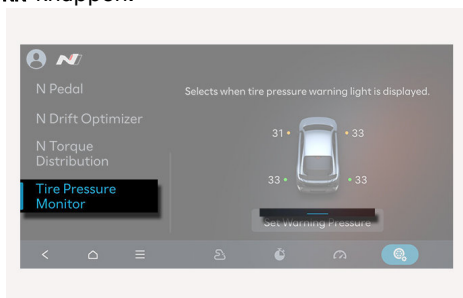 knappen.
N Pedal
Selects when tire pressure warning light is displayed.
N Drift Optimizer
31
33
N Torque
Distribution
33
33
Tire Pressure
Monitor
Set Warning Pressure